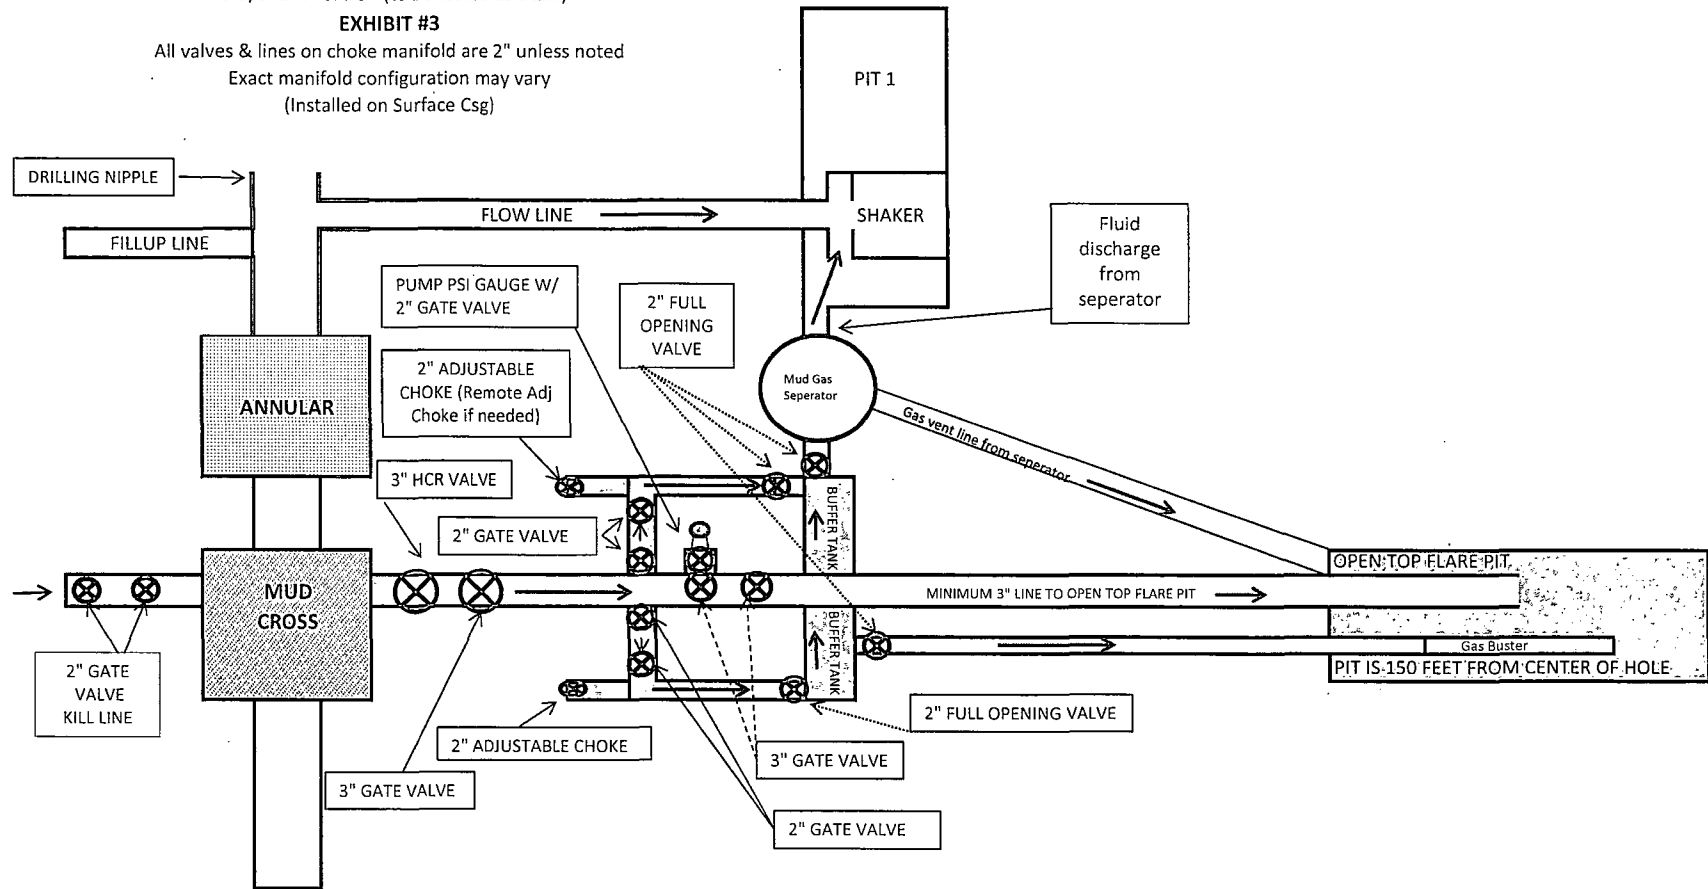 EXHIBIT #3
All valves & lines on choke manifold are 2" unless noted
Exact manifold configuration may vary
(Installed on Surface Csg)
PIT 1
DRILLING NIPPLE
FLOW LINE
SHAKER
FILLUP LINE
Fluid
discharge
from
seperator
PUMP PSI GAUGE W/
2" GATE VALVE
2" FULL
OPENING
VALVE
2" ADJUSTABLE
CHOKE (Remote Adj
Choke if needed)
Mud Gas
Seperator
ANNULAR
Gas vent line from seperator
3" HCR VALVE
2" GATE VALVE
BUFFER TANK
OPEN TOP FLARE PIT
MUD
CROSS
MINIMUM 3" LINE TO OPEN TOP FLARE PIT
BUFFER TANK
Gas Buster
PIT IS 150 FEET FROM CENTER OF HOLE
2" GATE
VALVE
KILL LINE
2" FULL OPENING VALVE
2" ADJUSTABLE CHOKE
3" GATE VALVE
3" GATE VALVE
2" GATE VALVE